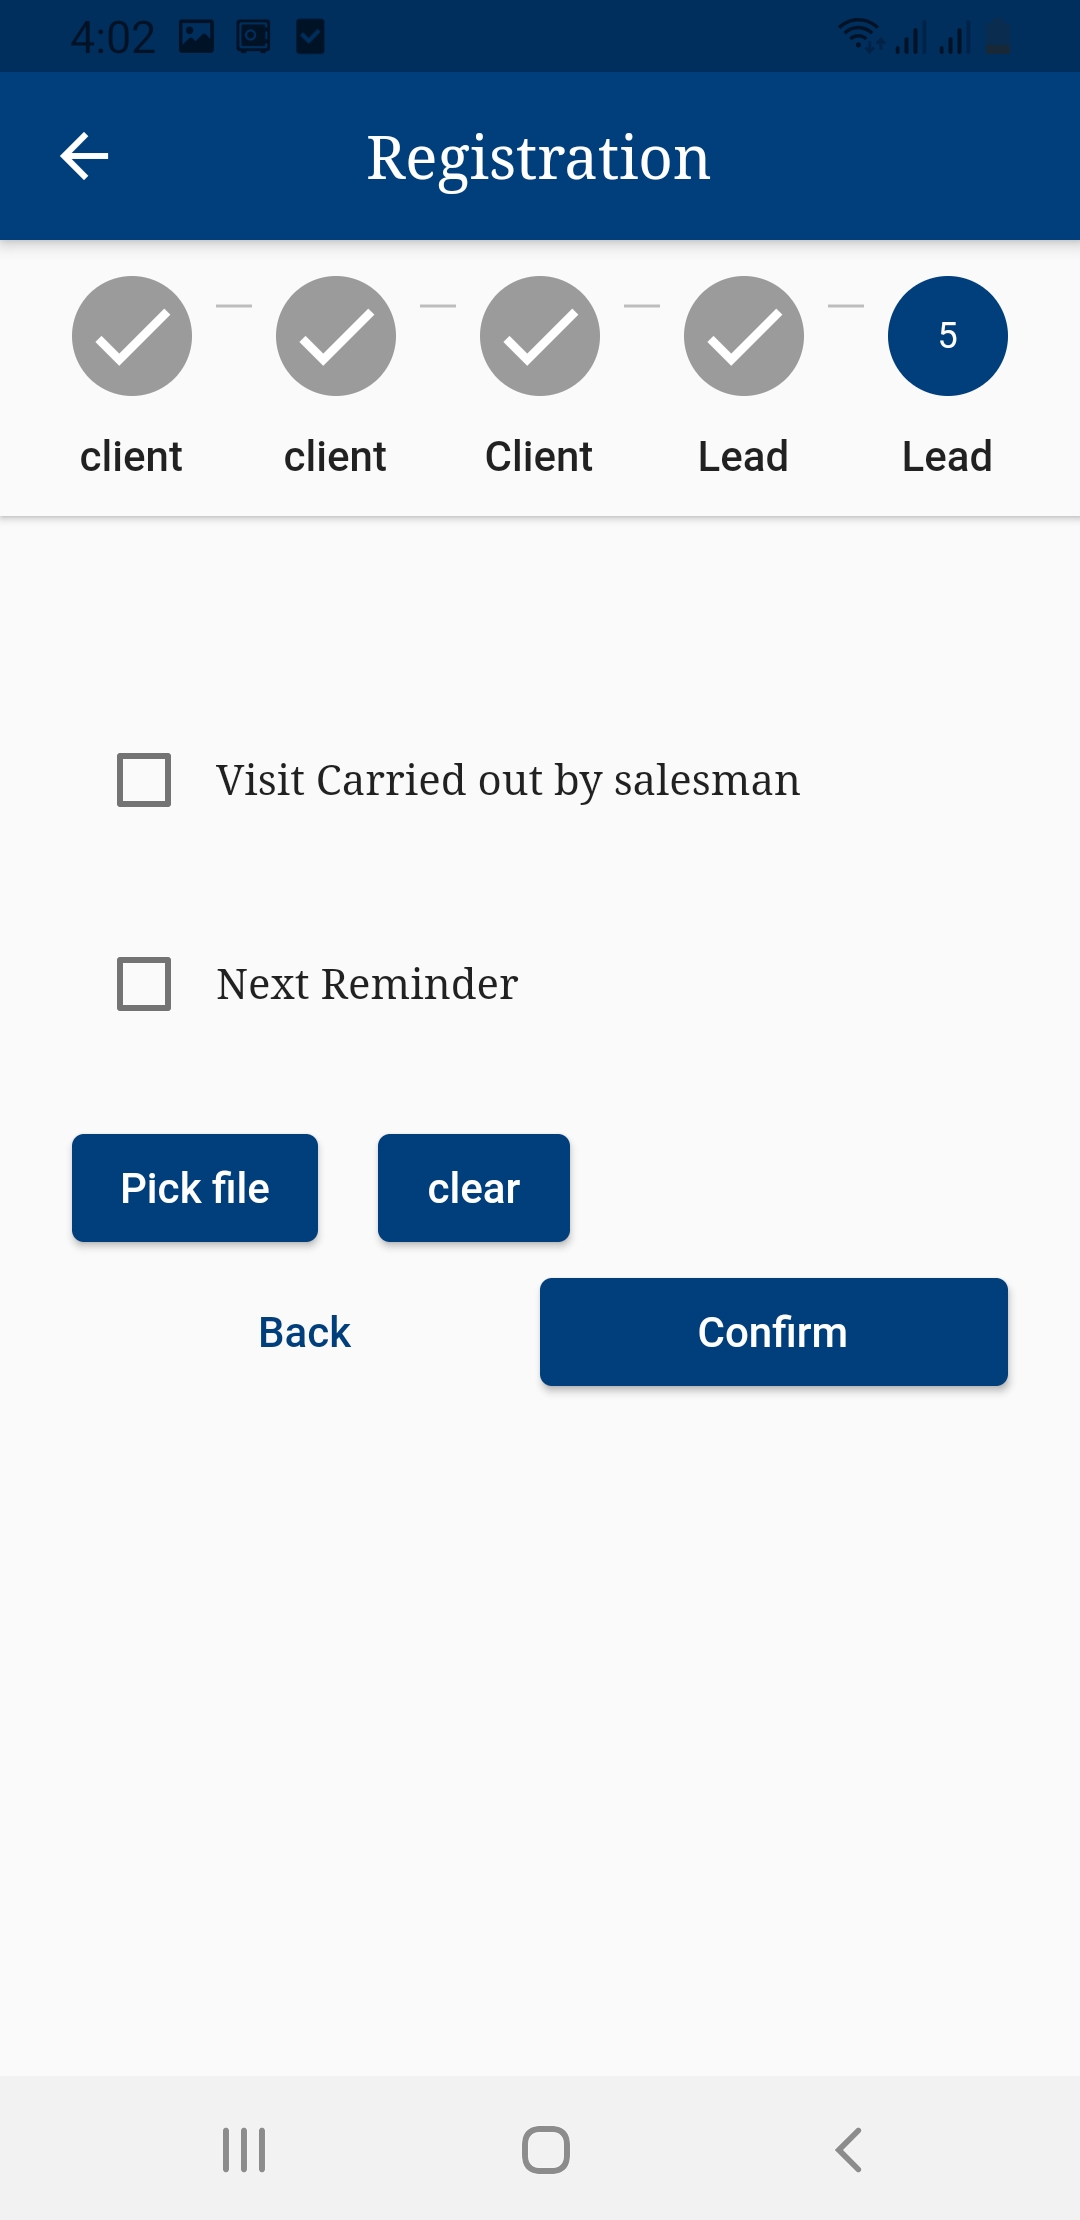 4:02
Registration
5
client client Client Lead Lead
Visit Carried out by salesman
Next Reminder
Pick file clear
Back Confirm